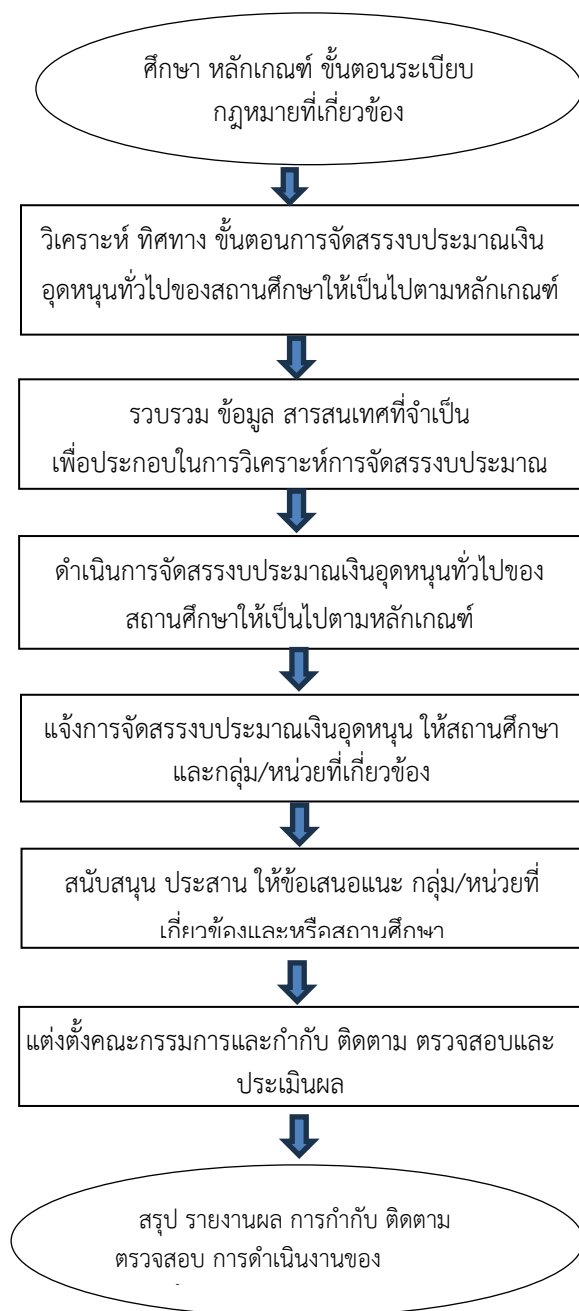 ศึกษา หลักเกณฑ์ ขั้นตอนระเบียบ
กฎหมายที่เกี่ยวข้อง
วิเคราะห์ ทิศทาง ขั้นตอนการจัดสรรงบประมาณเงิน
อุดหนุนทั่วไปของสถานศึกษาให้เป็นไปตามหลักเกณฑ์
รวบรวม ข้อมูล สารสนเทศที่จำเป็น
เพื่อประกอบในการวิเคราะห์การจัดสรรงบประมาณ
ดำเนินการจัดสรรงบประมาณเงินอุดหนุนทั่วไปของ
สถานศึกษาให้เป็นไปตามหลักเกณฑ์
แจ้งการจัดสรรงบประมาณเงินอุดหนุน ให้สถานศึกษา
และกลุ่ม/หน่วยที่เกี่ยวข้อง
สนับสนุน ประสาน ให้ข้อเสนอแนะ กลุ่ม/หน่วยที่
เกี่ยวข้องและหรือสถานศึกษา
แต่งตั้งคณะกรรมการและกำกับ ติดตาม ตรวจสอบและ
ประเมินผล
สรุป รายงานผล การกำกับ ติดตาม
ตรวจสอบ การดำเนินงานของ